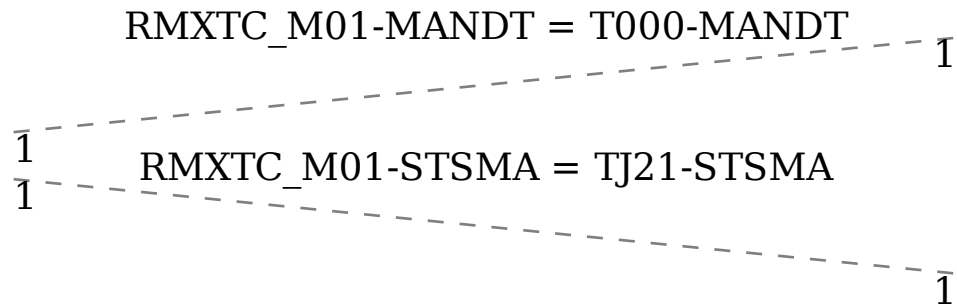 RMXTC_M01-MANDT = T000-MANDT
1
1
RMXTC_M01-STSMA = TJ21-STSMA
1
1